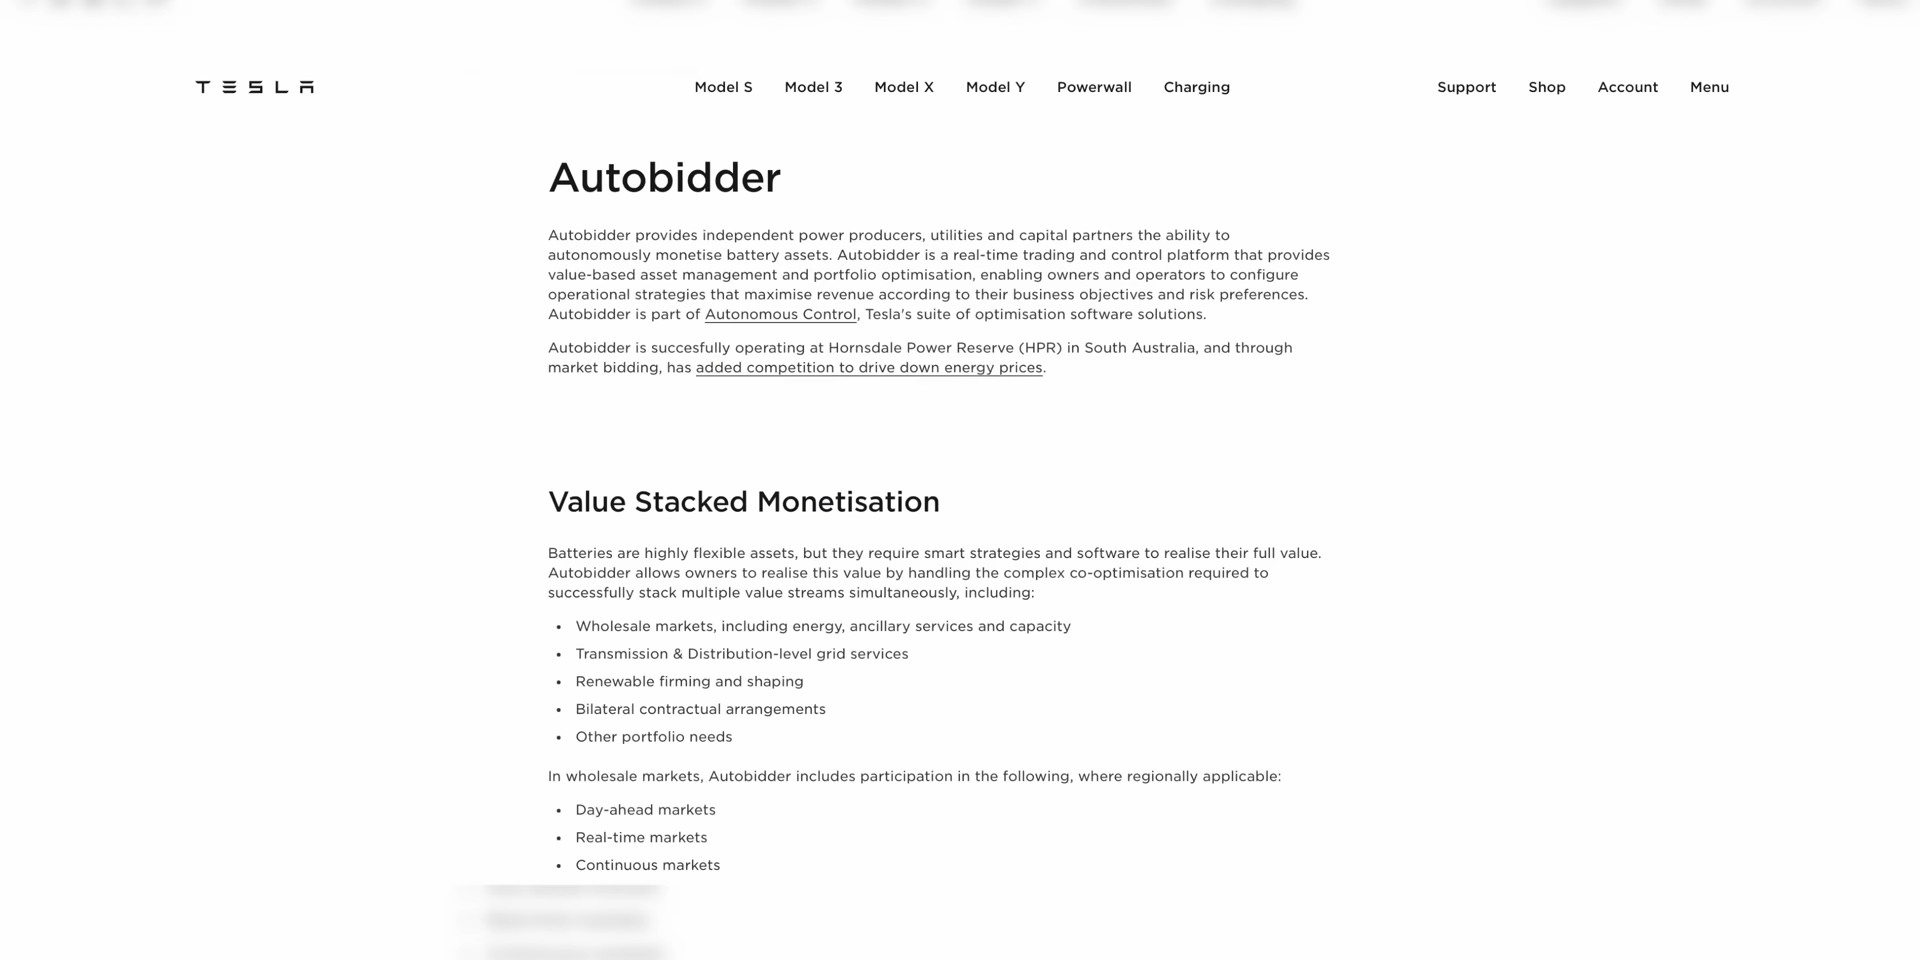 TESLA
Model S Model 3 Model X Model Y Powerwall Charging
Support Shop Account Menu
Autobidder
Autobidder provides independent power producers, utilities and capital partners the ability to
autonomously monetise battery assets. Autobidder is a real-time trading and control platform that provides
value-based asset management and portfolio optimisation, enabling owners and operators to configure
operational strategies that maximise revenue according to their business objectives and risk preferences.
Autobidder is part of Autonomous Control, Tesla's suite of optimisation software solutions.
Autobidder is succesfully operating at Hornsdale Power Reserve (HPR) in South Australia, and through
market bidding, has added competition to drive down energy prices.
Value Stacked Monetisation
Batteries are highly flexible assets, but they require smart strategies and software to realise their full value.
Autobidder allows owners to realise this value by handling the complex co-optimisation required to
successfully stack multiple value streams simultaneously, including:
• Wholesale markets, including energy, ancillary services and capacity
• Transmission & Distribution-level grid services
• Renewable firming and shaping
• Bilateral contractual arrangements
• Other portfolio needs
In wholesale markets, Autobidder includes participation in the following, where regionally applicable:
• Day-ahead markets
• Real-time markets
• Continuous markets